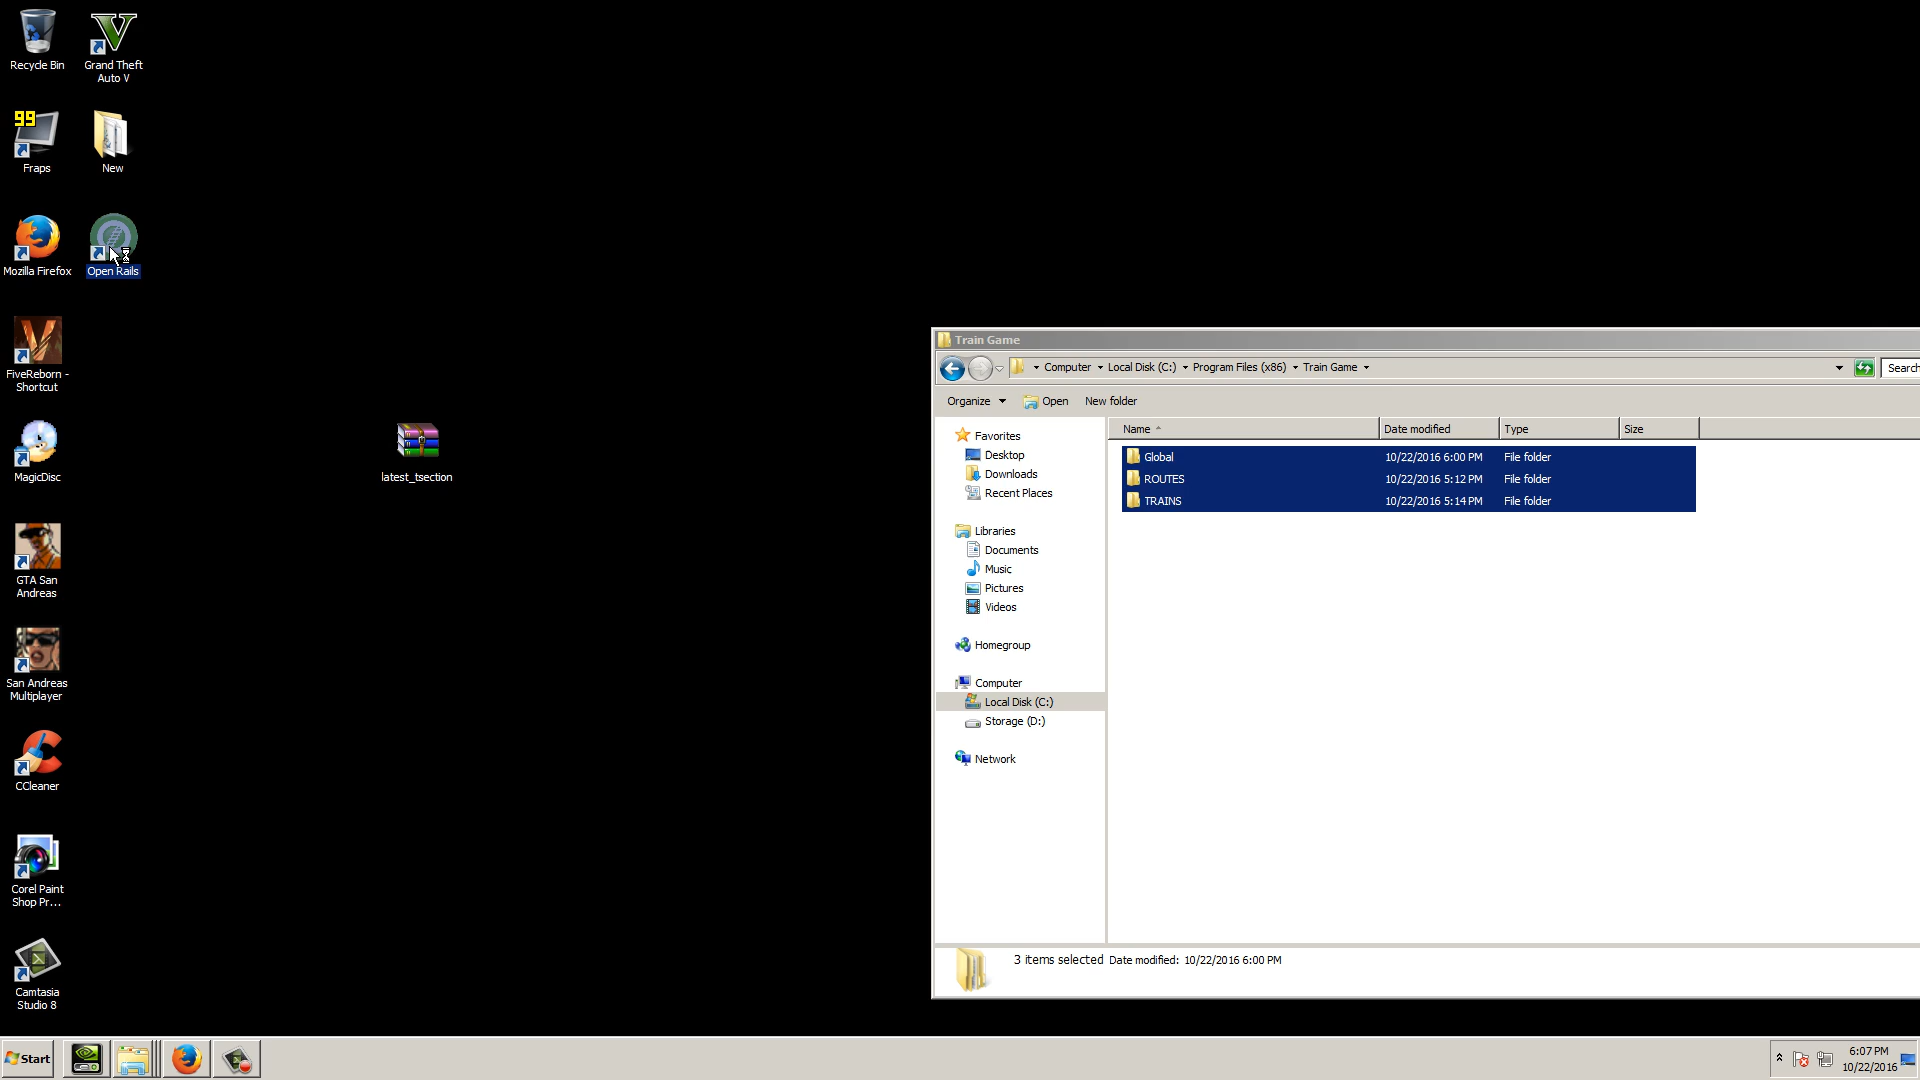 Recycle Bin
Grand Theft
Auto V
99
Fraps
New
Mozilla Firefox
Open Rails
FiveReborn -
Shortcut
MagicDisc
latest_tsection
GTA San
Andreas
San Andreas
Multiplayer
CCleaner
Corel Paint
Shop Pr...
Camtasia
Studio 8
Train Game
Computer
Local Disk (C:)
Program Files (x86)
Train Game
Search
Organize
Open
New folder
Favorites
Desktop
Downloads
Recent Places
Libraries
Documents
Music
Pictures
Videos
Homegroup
Computer
Local Disk (C:)
Storage (D:)
Network
Name Date modified Type Size
Global 10/22/2016 6:00 PM File folder
ROUTES 10/22/2016 5:12 PM File folder
TRAINS 10/22/2016 5:14 PM File folder
3 items selected Date modified: 10/22/2016 6:00 PM
Start
6:07 PM
10/22/2016